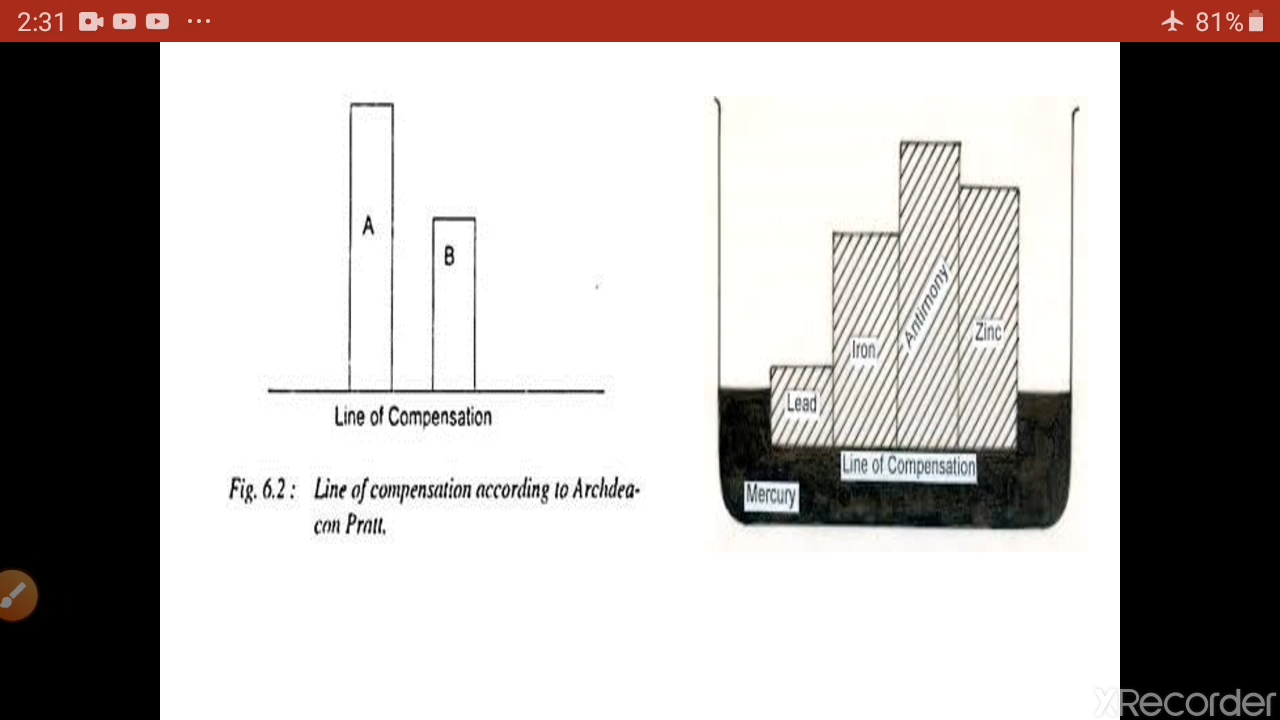 2:31
81%
A
B
Line of Compensation
Fig. 6.2 : Line of compensation according to Archdea-
con Pratt.
Lead
Iron
Antimony
Zinc
Line of Compensation
Mercury
XRecorder